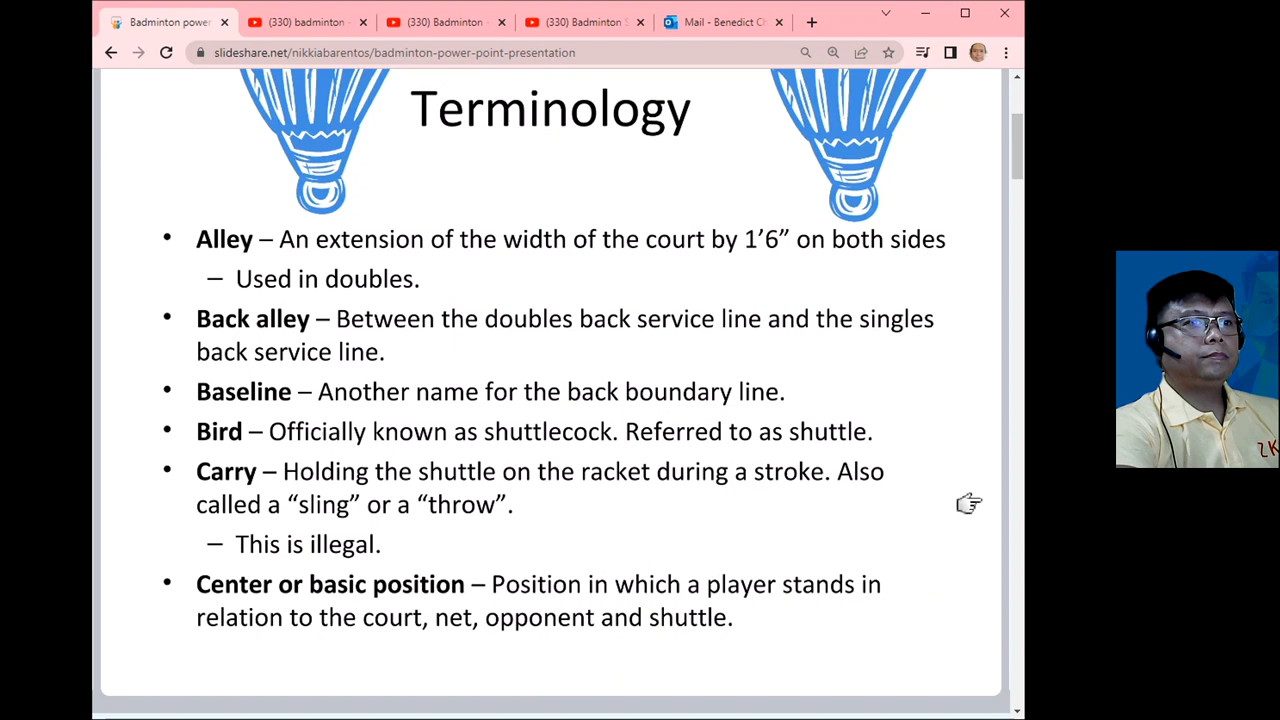 Badminton power
(330) badminton
(330) Badminton
(330) Badminton S
Mail - Benedict Ch
slideshare.net/nikkiabarentos/badminton-power-point-presentation
Terminology
• Alley – An extension of the width of the court by 1’6” on both sides
– Used in doubles.
• Back alley – Between the doubles back service line and the singles
back service line.
• Baseline – Another name for the back boundary line.
• Bird – Officially known as shuttlecock. Referred to as shuttle.
• Carry – Holding the shuttle on the racket during a stroke. Also
called a “sling” or a “throw”.
– This is illegal.
• Center or basic position – Position in which a player stands in
relation to the court, net, opponent and shuttle.
ZK